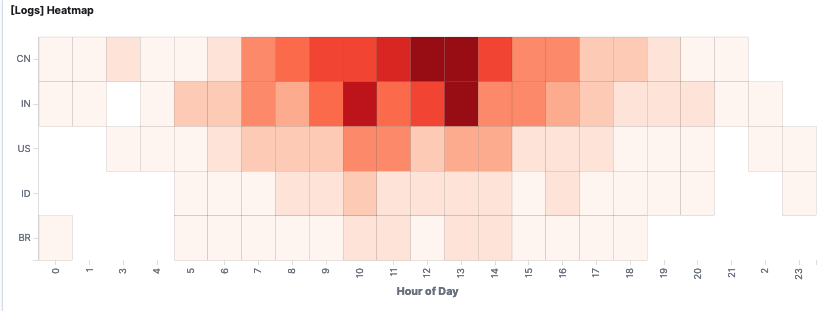 [Logs] Heatmap
CN
IN
US
ID
BR
0 1 3 4 5 6 7 8 9 10 11 12 13 14 15 16 17 18 19 20 21 2 23
Hour of Day